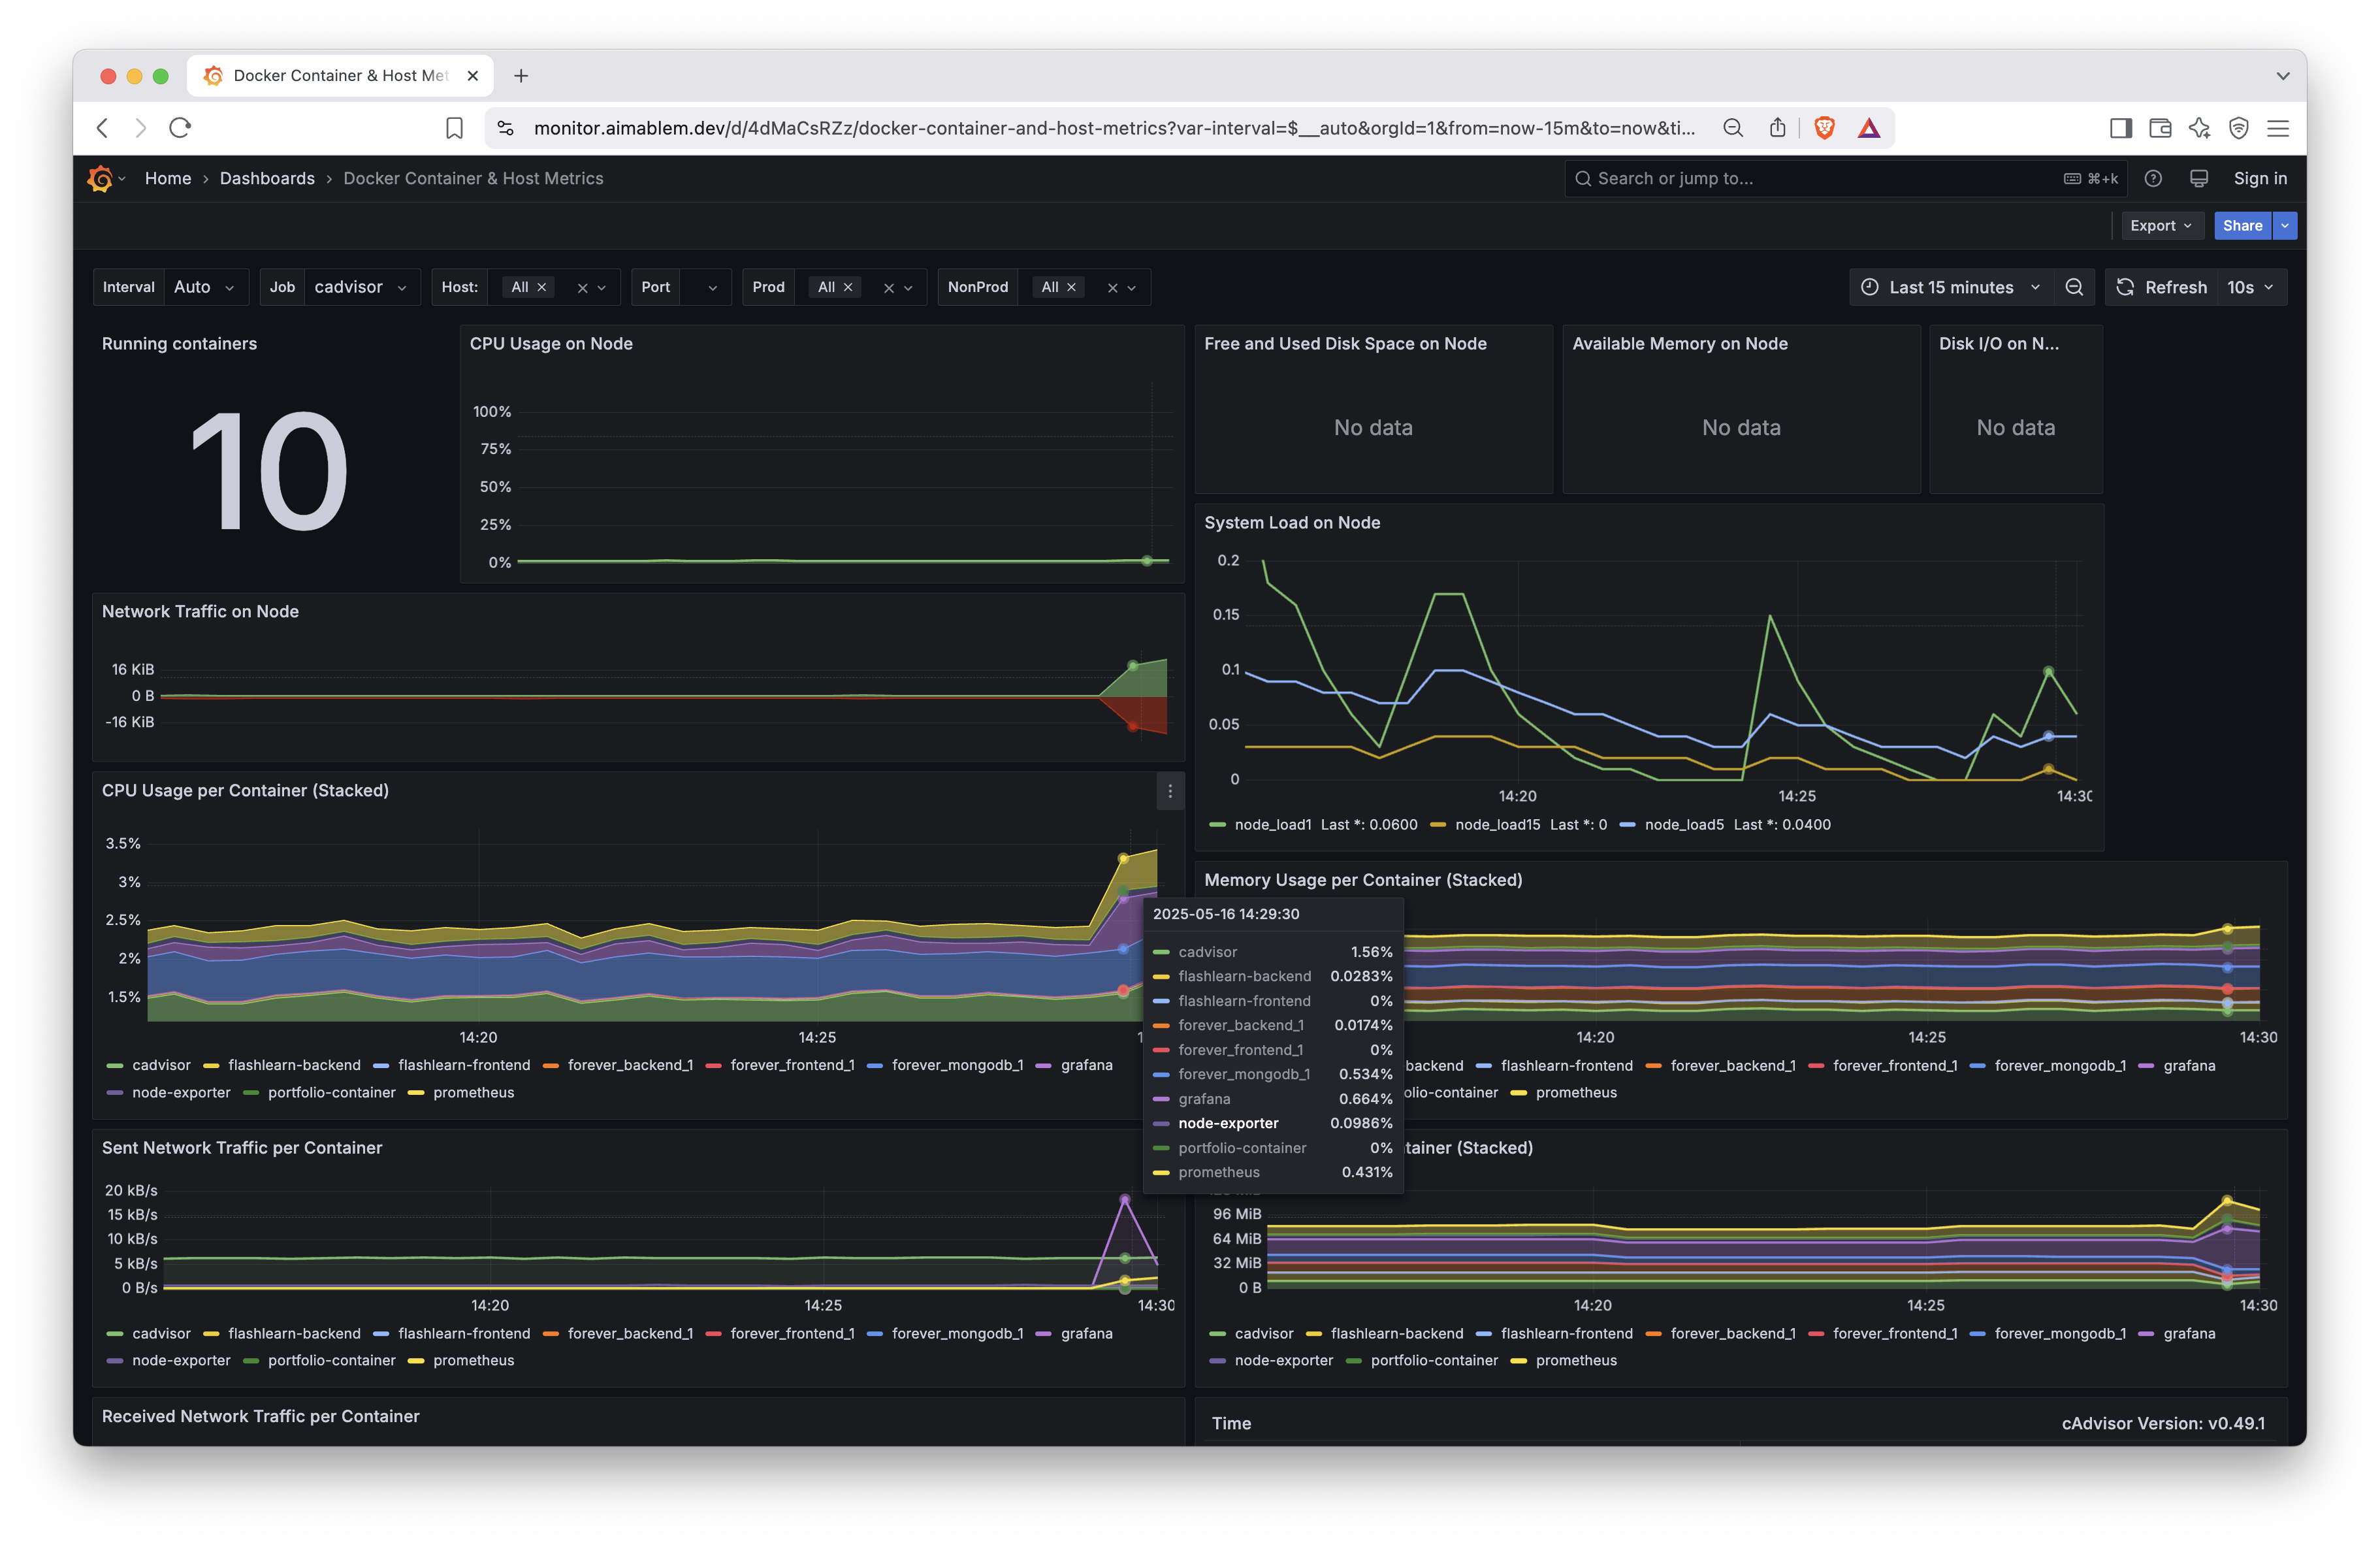 Docker Container & Host Met
monitor.aimablem.dev/d/4dMaCsRZz/docker-container-and-host-metrics?var-interval=$__auto&orgId=1&from=now-15m&to=now&ti...
Home › Dashboards › Docker Container & Host Metrics
Search or jump to...
⌘+k
Sign in
Export
Share
Interval Auto
Job cadvisor
Host: All
Port
Prod All
NonProd All
Last 15 minutes
Refresh 10s
Running containers
10
CPU Usage on Node
100%
75%
50%
25%
0%
Free and Used Disk Space on Node
No data
Available Memory on Node
No data
Disk I/O on N...
No data
Network Traffic on Node
16 KiB
0 B
-16 KiB
System Load on Node
0.2
0.15
0.1
0.05
0
14:20 14:25 14:30
node_load1 Last *: 0.0600 node_load15 Last *: 0 node_load5 Last *: 0.0400
CPU Usage per Container (Stacked)
3.5%
3%
2.5%
2%
1.5%
14:20 14:25 1
cadvisor flashlearn-backend flashlearn-frontend forever_backend_1 forever_frontend_1 forever_mongodb_1 grafana
node-exporter portfolio-container prometheus
2025-05-16 14:29:30
cadvisor 1.56%
flashlearn-backend 0.0283%
flashlearn-frontend 0%
forever_backend_1 0.0174%
forever_frontend_1 0%
forever_mongodb_1 0.534%
grafana 0.664%
node-exporter 0.0986%
portfolio-container 0%
prometheus 0.431%
Memory Usage per Container (Stacked)
14:20 14:25 14:30
backend flashlearn-frontend forever_backend_1 forever_frontend_1 forever_mongodb_1 grafana
olio-container prometheus
Sent Network Traffic per Container
20 kB/s
15 kB/s
10 kB/s
5 kB/s
0 B/s
14:20 14:25 14:30
cadvisor flashlearn-backend flashlearn-frontend forever_backend_1 forever_frontend_1 forever_mongodb_1 grafana
node-exporter portfolio-container prometheus
tainer (Stacked)
96 MiB
64 MiB
32 MiB
0 B
14:20 14:25 14:30
cadvisor flashlearn-backend flashlearn-frontend forever_backend_1 forever_frontend_1 forever_mongodb_1 grafana
node-exporter portfolio-container prometheus
Received Network Traffic per Container
Time
cAdvisor Version: v0.49.1